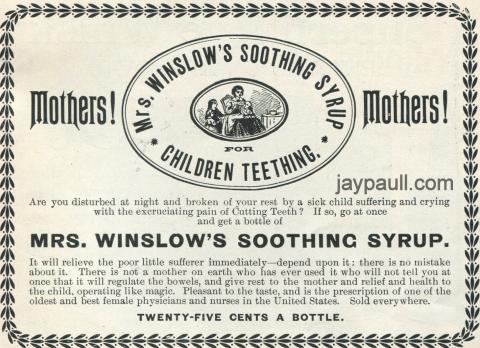 Mothers!
Mrs. WINSLOW'S SOOTHING SYRUP
FOR
CHILDREN TEETHING.
Mothers!
jaypaull.com
Are you disturbed at night and broken of your rest by a sick child suffering and crying
with the excruciating pain of Cutting Teeth? If so, go at once
and get a bottle of
MRS. WINSLOW'S SOOTHING SYRUP.
It will relieve the poor little sufferer immediately—depend upon it: there is no mistake
about it. There is not a mother on earth who has ever used it who will not tell you at
once that it will regulate the bowels, and give rest to the mother and relief and health to
the child, operating like magic. Pleasant to the taste, and is the prescription of one of the
oldest and best female physicians and nurses in the United States. Sold everywhere.
TWENTY-FIVE CENTS A BOTTLE.